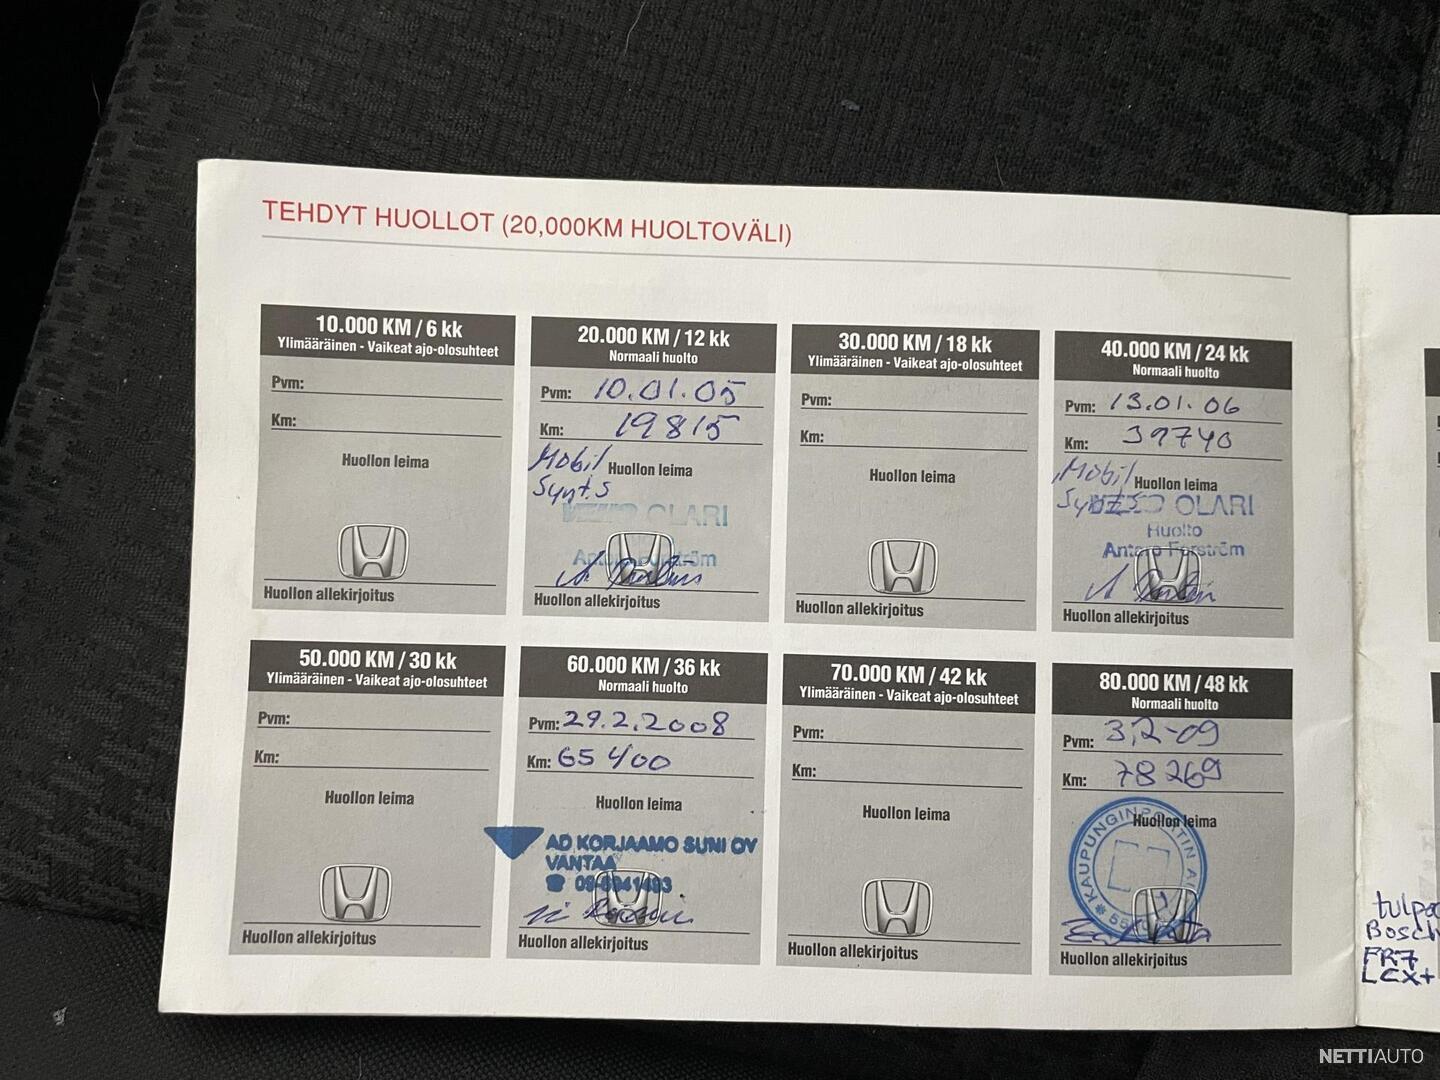 TEHDYT HUOLLOT (20,000KM HUOLTOVÄLI)
10.000 KM / 6 kk
Ylimääräinen - Vaikeat ajo-olosuhteet
Pvm:
Km:
Huollon leima
Huollon allekirjoitus
20.000 KM / 12 kk
Normaali huolto
Pvm: 10.01.05
Km: 19815
Mobil Huollon leima
Synt.S
OLARI
Huollon allekirjoitus
30.000 KM / 18 kk
Ylimääräinen - Vaikeat ajo-olosuhteet
Pvm:
Km:
Huollon leima
Huollon allekirjoitus
40.000 KM / 24 kk
Normaali huolto
Pvm: 13.01.06
Km: 39740
Mobil Huollon leima
OLARI
Huolto
Antero Forström
Huollon allekirjoitus
50.000 KM / 30 kk
Ylimääräinen - Vaikeat ajo-olosuhteet
Pvm:
Km:
Huollon leima
Huollon allekirjoitus
60.000 KM / 36 kk
Normaali huolto
Pvm: 29.2.2008
Km: 65400
Huollon leima
AD KORJAAMO SUNI OY
VANTAA
Huollon allekirjoitus
70.000 KM / 42 kk
Ylimääräinen - Vaikeat ajo-olosuhteet
Pvm:
Km:
Huollon leima
Huollon allekirjoitus
80.000 KM / 48 kk
Normaali huolto
Pvm: 3,2-09
Km: 78269
Huollon leima
Huollon allekirjoitus
FR7
LCX+
NETTIAUTO